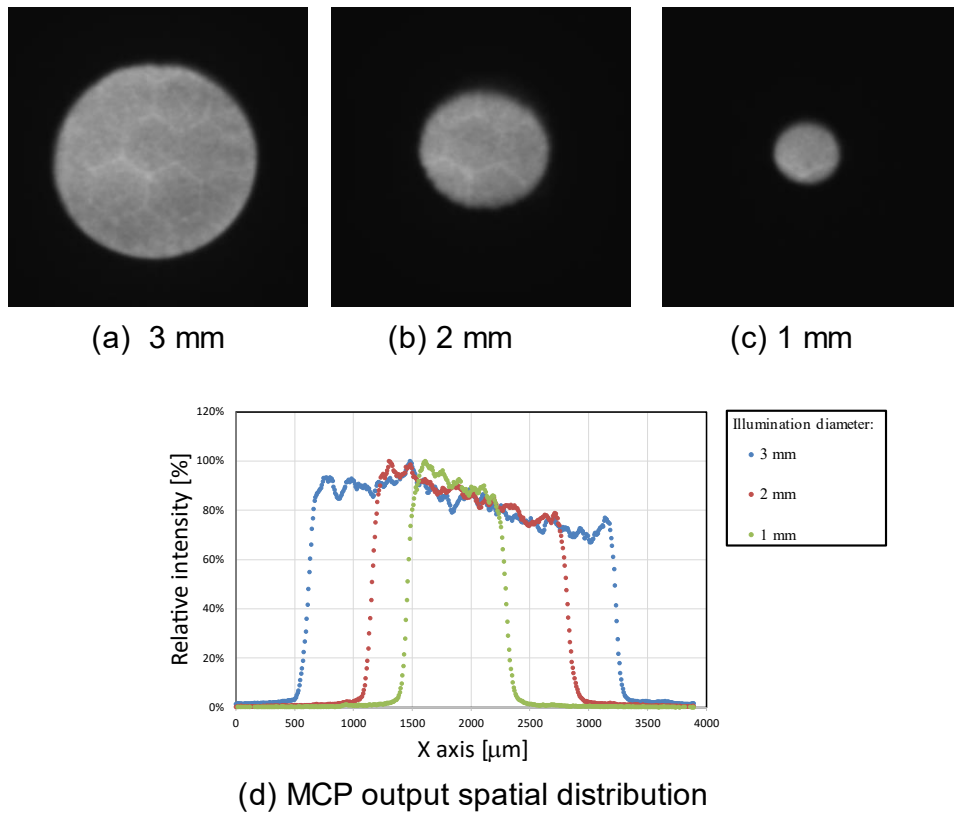 (a) 3 mm
(b) 2 mm
(c) 1 mm
120%
100%
80%
60%
40%
20%
0%
Relative intensity [%]
0 500 1000 1500 2000 2500 3000 3500 4000
X axis [μm]
Illumination diameter:
3 mm
2 mm
1 mm
(d) MCP output spatial distribution